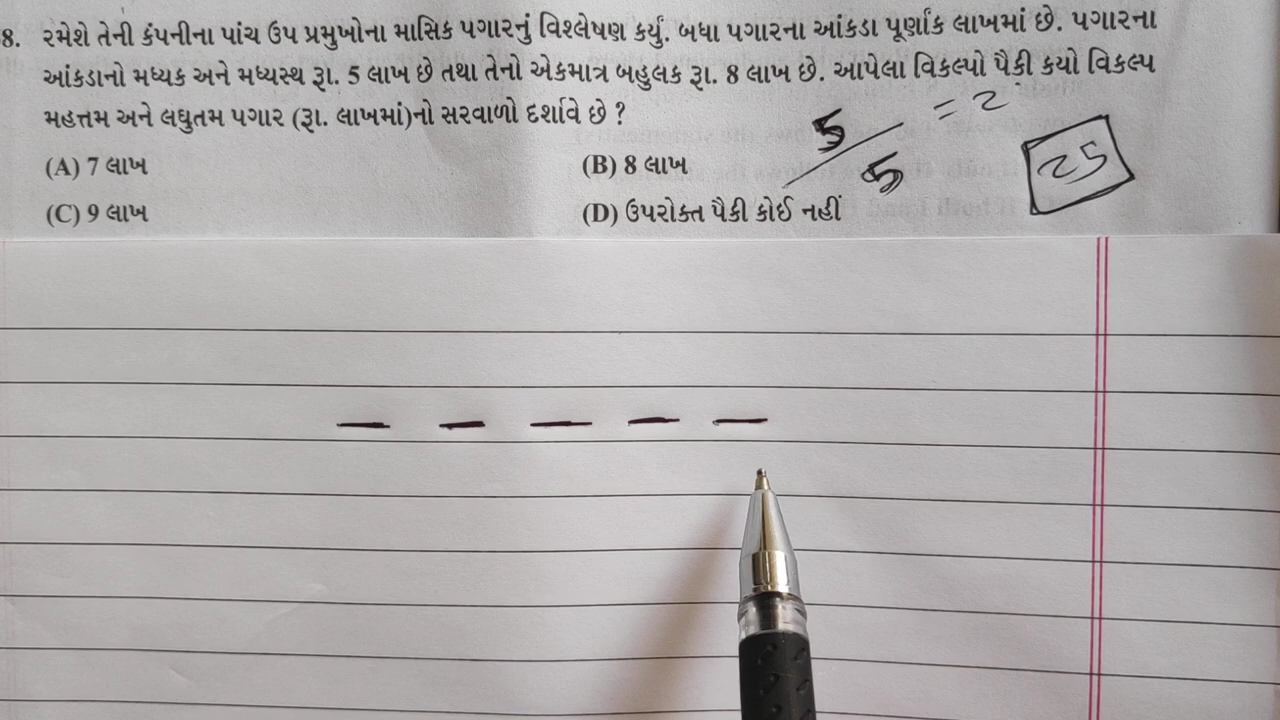 8. રમેશે તેની કંપનીના પાંચ ઉપ પ્રમુખોના માસિક પગારનું વિશ્લેષણ કર્યું. બધા પગારના આંકડા પૂર્ણાંક લાખમાં છે. પગારના
આંકડાનો મધ્યક અને મધ્યસ્થ રૂા. 5 લાખ છે તથા તેનો એકમાત્ર બહુલક રૂા. 8 લાખ છે. આપેલા વિકલ્પો પૈકી કયો વિકલ્પ
મહત્તમ અને લઘુતમ પગાર (રૂા. લાખમાં)નો સરવાળો દર્શાવે છે ?
(A) 7 લાખ (B) 8 લાખ
(C) 9 લાખ (D) ઉપરોક્ત પૈકી કોઈ નહીં
5/5 = 2
25